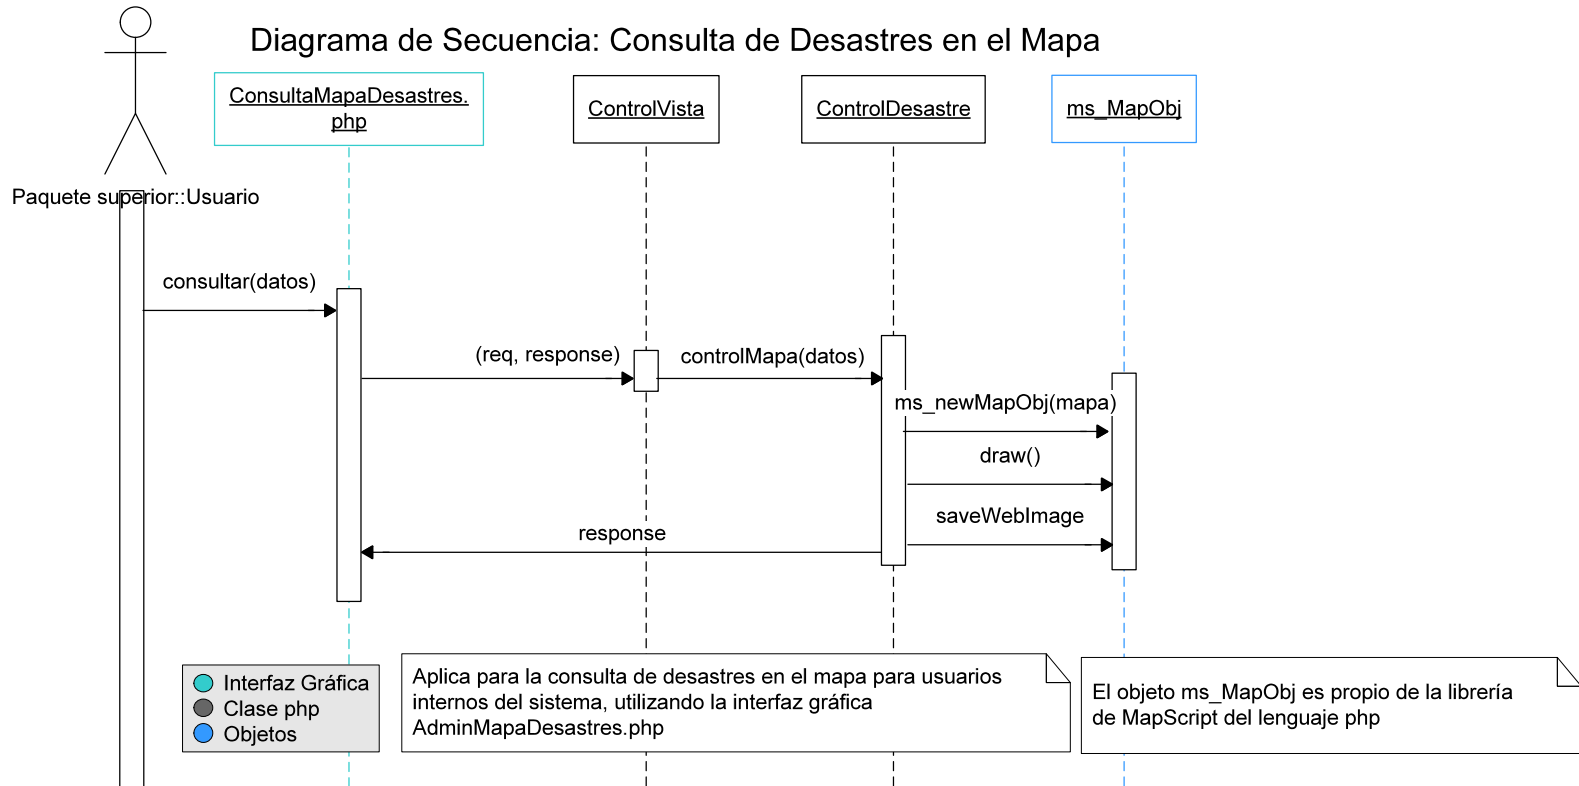 Diagrama de Secuencia: Consulta de Desastres en el Mapa
ConsultaMapaDesastres.
php
ControlVista
ControlDesastre
ms_MapObj
Paquete superior::Usuario
consultar(datos)
(req, response)
controlMapa(datos)
ms_newMapObj(mapa)
draw()
saveWebImage
response
Interfaz Gráfica
Clase php
Objetos
Aplica para la consulta de desastres en el mapa para usuarios
internos del sistema, utilizando la interfaz gráfica
AdminMapaDesastres.php
El objeto ms_MapObj es propio de la librería
de MapScript del lenguaje php